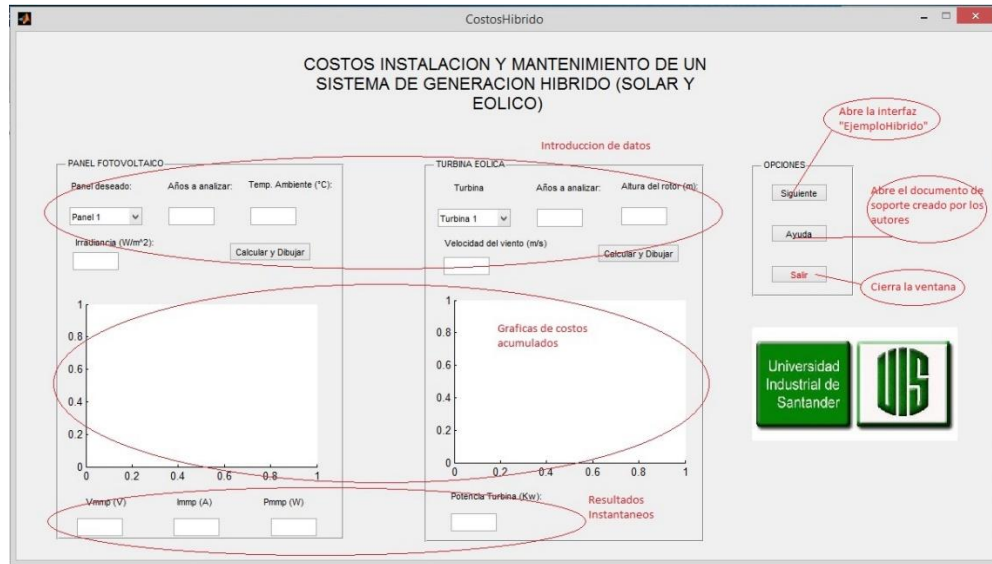 CostosHibrido
COSTOS INSTALACION Y MANTENIMIENTO DE UN
SISTEMA DE GENERACION HIBRIDO (SOLAR Y
EOLICO)
Introduccion de datos
PANEL FOTOVOLTAICO
Panel deseado:
Años a analizar:
Temp. Ambiente (°C):
Panel 1
Irradiancia (W/m^2):
Calcular y Dibujar
1
0.8
0.6
0.4
0.2
0
0 0.2 0.4 0.6 0.8 1
Vmmp (V)
Immp (A)
Pmmp (W)
TURBINA EOLICA
Turbina
Años a analizar:
Altura del rotor (m):
Turbina 1
Velocidad del viento (m/s)
Calcular y Dibujar
1
0.8
0.6
0.4
0.2
0
0 0.2 0.4 0.6 0.8 1
Graficas de costos
acumulados
Potencia Turbina (Kw):
Resultados
Instantaneos
OPCIONES
Siguiente
Ayuda
Salir
Abre la interfaz
"EjemploHibrido"
Abre el documento de
soporte creado por los
autores
Cierra la ventana
Universidad
Industrial de
Santander
UIS